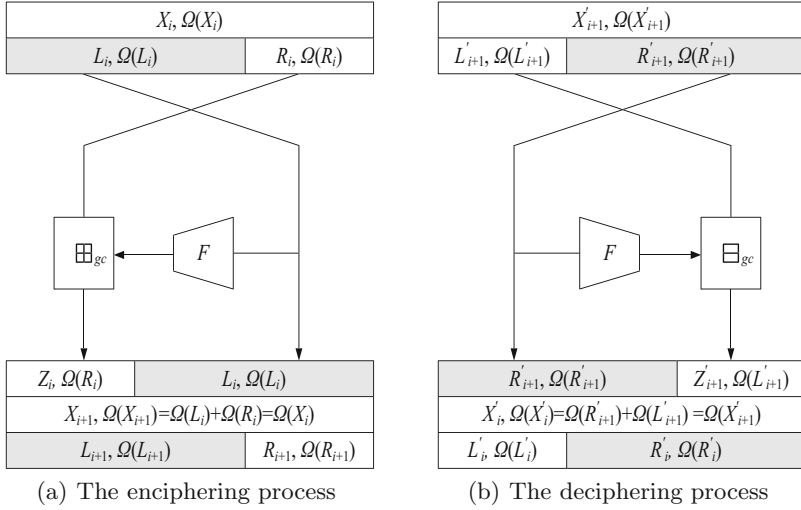 X_i, Ω(X_i)
L_i, Ω(L_i) R_i, Ω(R_i)
⊞_gc F
Z_i, Ω(R_i) L_i, Ω(L_i)
X_{i+1}, Ω(X_{i+1})=Ω(L_i)+Ω(R_i)=Ω(X_i)
L_{i+1}, Ω(L_{i+1}) R_{i+1}, Ω(R_{i+1})
(a) The enciphering process
X'_{i+1}, Ω(X'_{i+1})
L'_{i+1}, Ω(L'_{i+1}) R'_{i+1}, Ω(R'_{i+1})
F ⊟_gc
R'_{i+1}, Ω(R'_{i+1}) Z'_{i+1}, Ω(L'_{i+1})
X'_i, Ω(X'_i)=Ω(R'_{i+1})+Ω(L'_{i+1}) =Ω(X'_{i+1})
L'_i, Ω(L'_i) R'_i, Ω(R'_i)
(b) The deciphering process